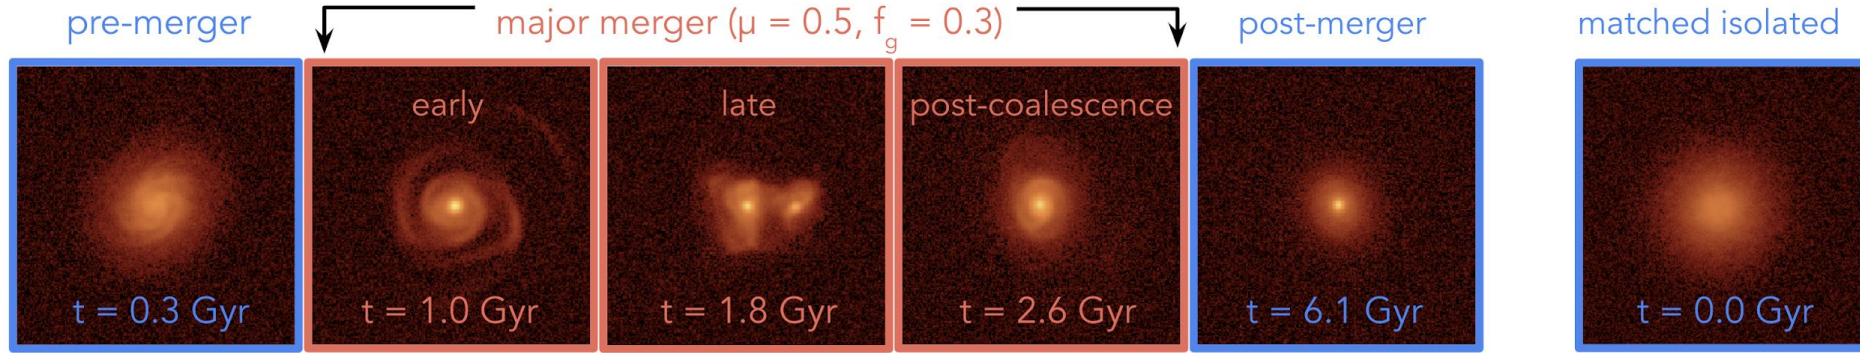 pre-merger
major merger (μ = 0.5, f_g = 0.3)
post-merger
matched isolated
early
late
post-coalescence
t = 0.3 Gyr
t = 1.0 Gyr
t = 1.8 Gyr
t = 2.6 Gyr
t = 6.1 Gyr
t = 0.0 Gyr